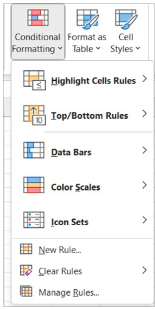 Conditional Format as Cell
Formatting Table Styles
Highlight Cells Rules
Top/Bottom Rules
10
Data Bars
Color Scales
Icon Sets
New Rule...
Clear Rules
Manage Rules...